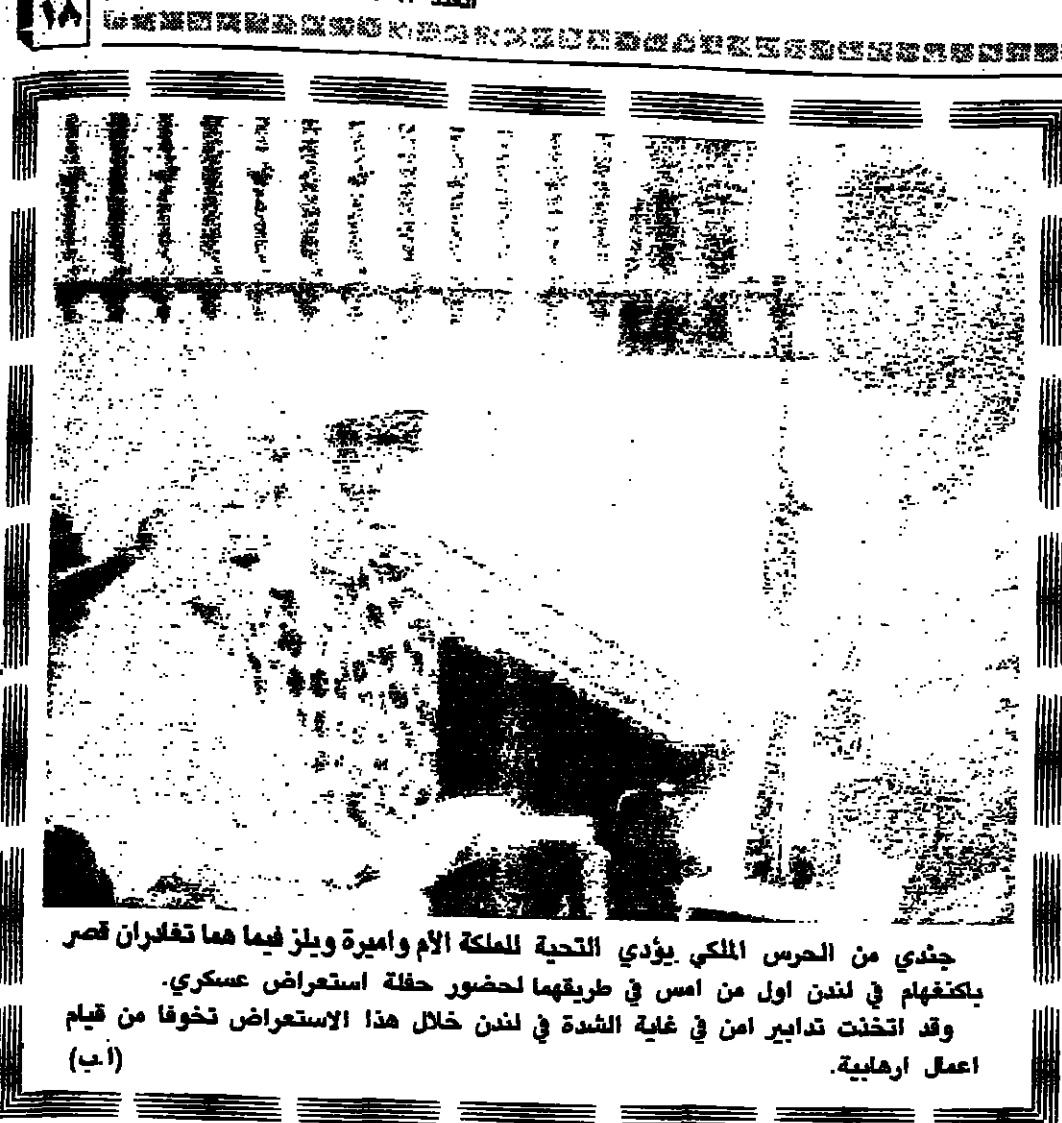 ١٨
العدد
جندي من الحرس الملكي يؤدي التحية للملكة الأم واميرة ويلز فيما هما تغادران قصر
باكنغهام في لندن اول من امس في طريقهما لحضور حفلة استعراض عسكري.
وقد اتخذت تدابير امن في غاية الشدة في لندن خلال هذا الاستعراض تخوفا من قيام
اعمال ارهابية. (أ.ب)